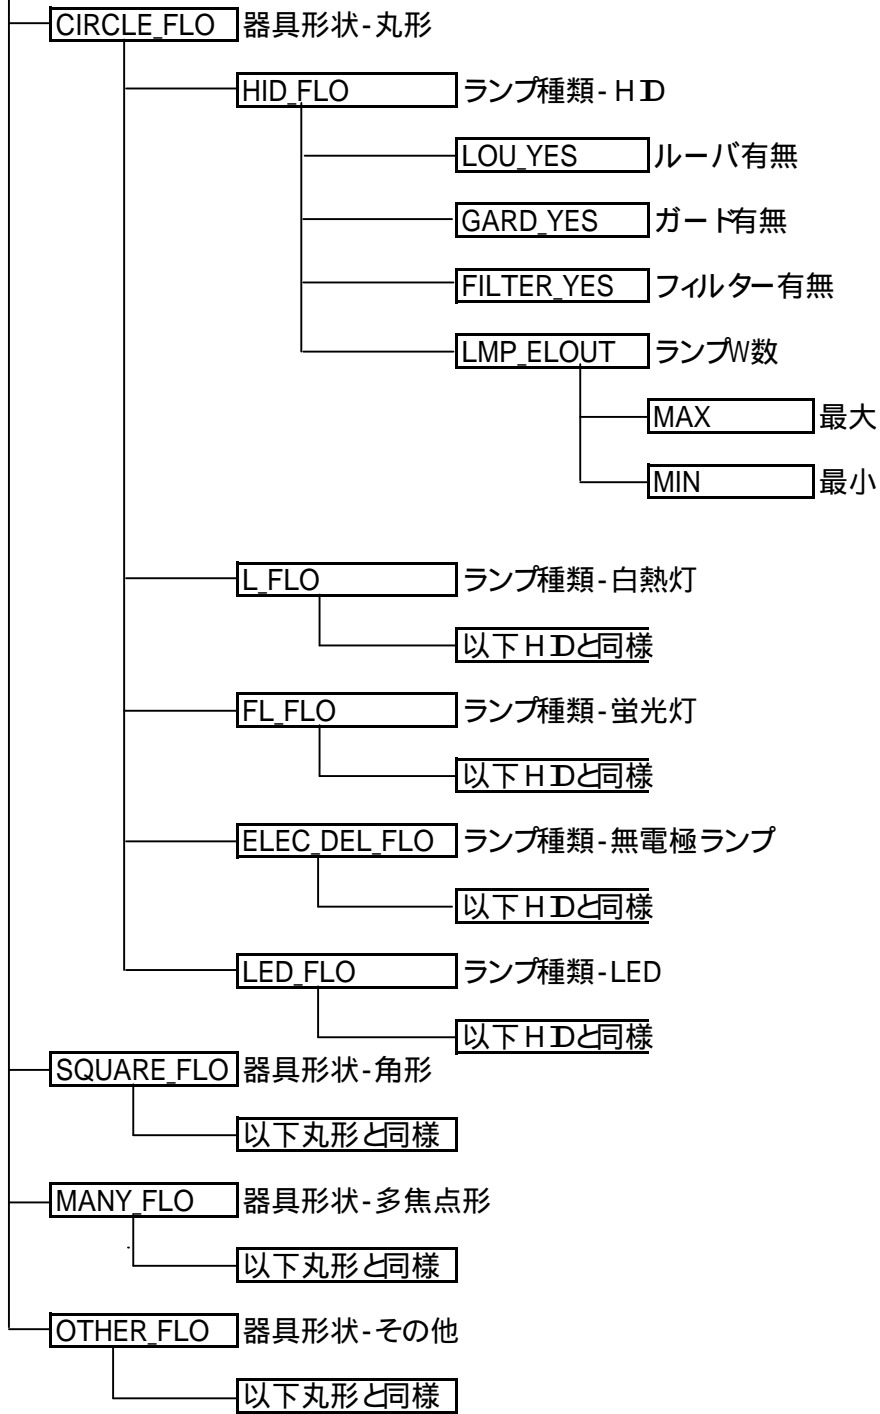 CIRCLE_FLO 器具形状-丸形
HID_FLO ランプ種類-HID
LOU_YES ルーバ有無
GARD_YES ガード有無
FILTER_YES フィルター有無
LMP_ELOUT ランプW数
MAX 最大
MIN 最小
L_FLO ランプ種類-白熱灯
以下HIDと同様
FL_FLO ランプ種類-蛍光灯
以下HIDと同様
ELEC_DEL_FLO ランプ種類-無電極ランプ
以下HIDと同様
LED_FLO ランプ種類-LED
以下HIDと同様
SQUARE_FLO 器具形状-角形
以下丸形と同様
MANY_FLO 器具形状-多焦点形
以下丸形と同様
OTHER_FLO 器具形状-その他
以下丸形と同様